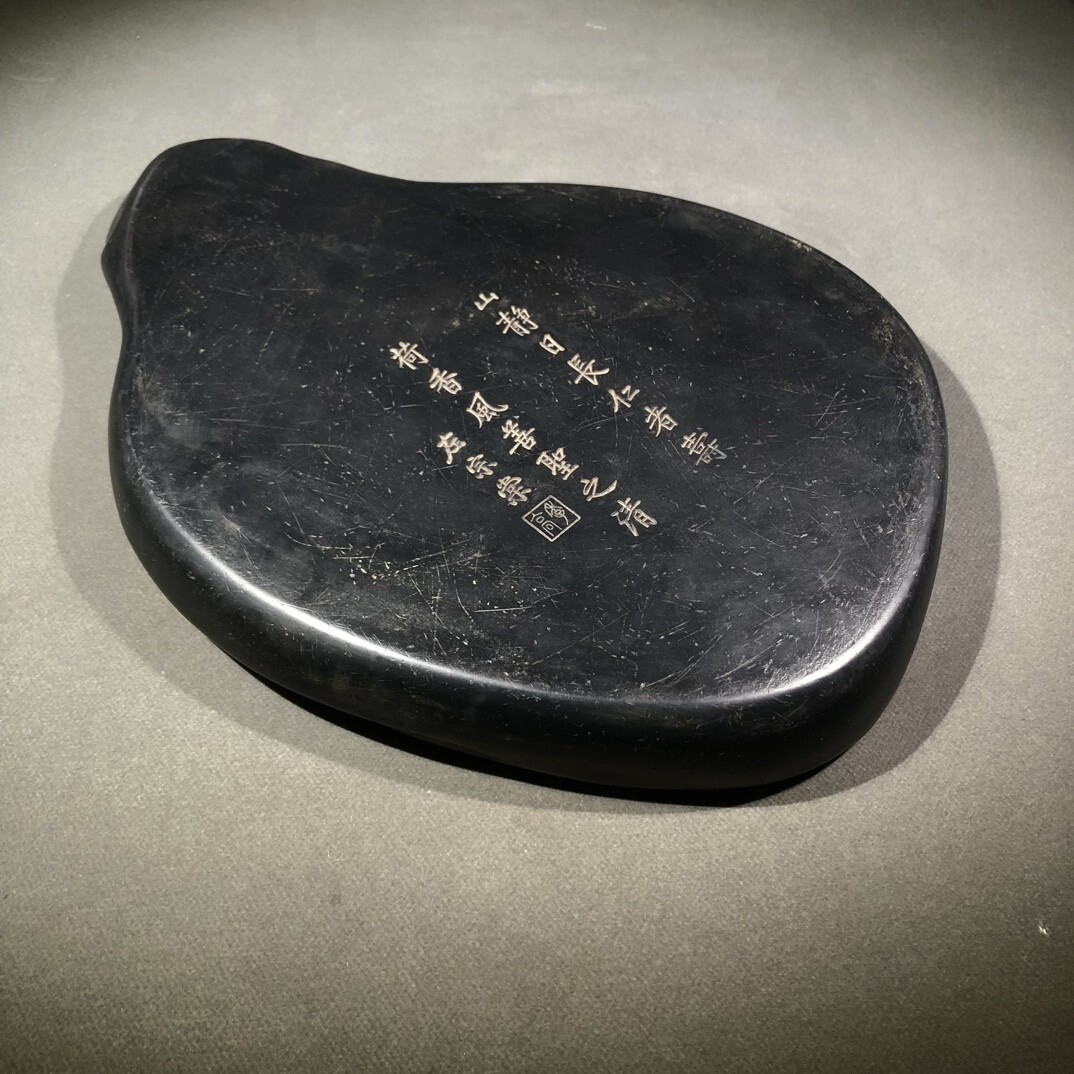 山静日長仁者壽
荷香風善聖之清
左宗棠